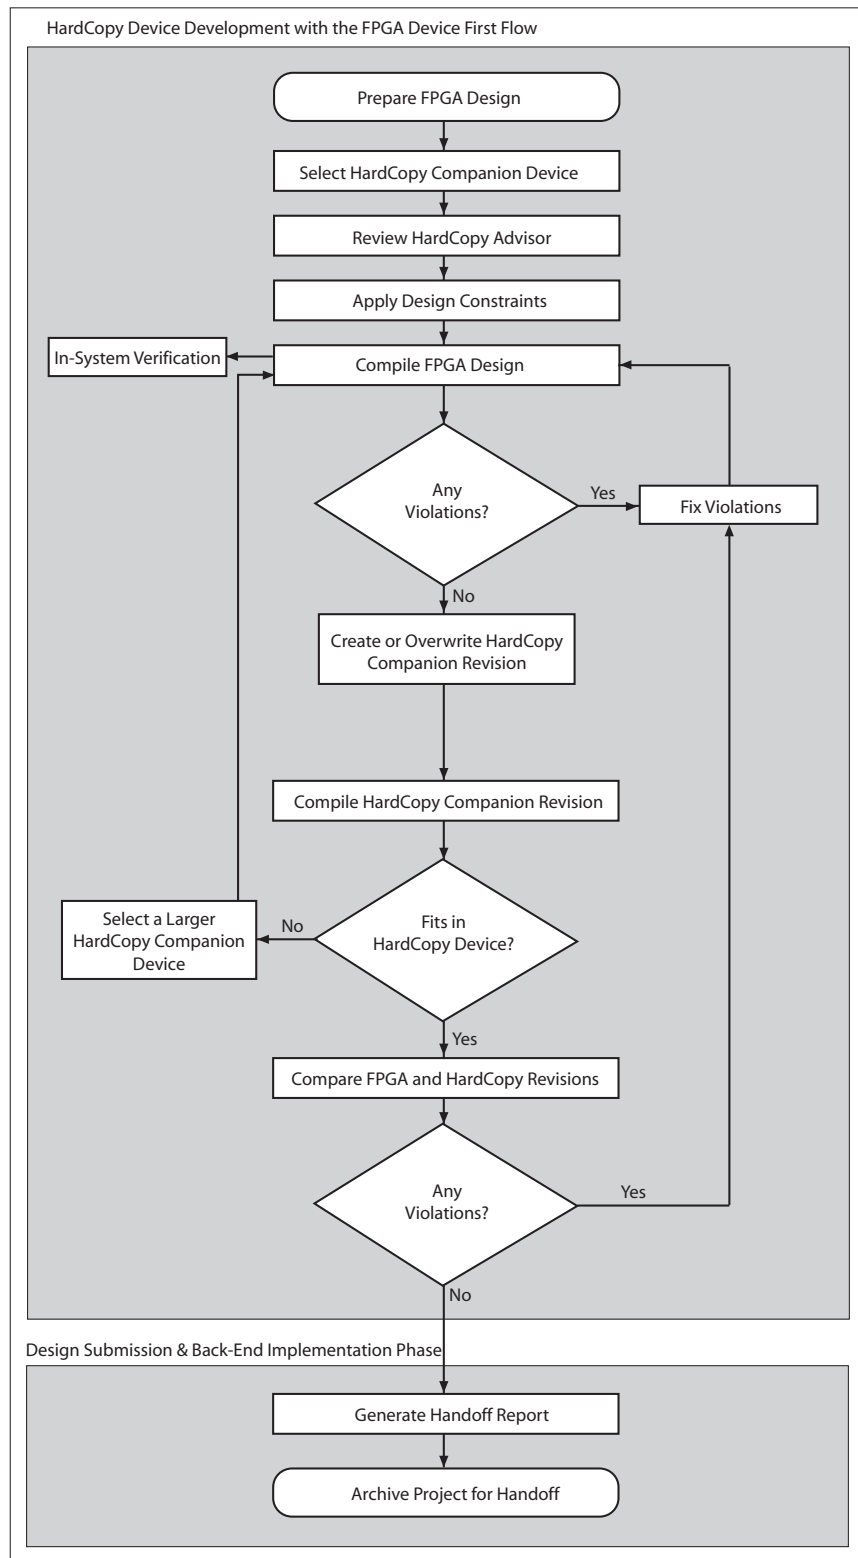 HardCopy Device Development with the FPGA Device First Flow
Prepare FPGA Design
Select HardCopy Companion Device
Review HardCopy Advisor
Apply Design Constraints
In-System Verification
Compile FPGA Design
Any
Violations?
Yes
Fix Violations
No
Create or Overwrite HardCopy
Companion Revision
Compile HardCopy Companion Revision
Select a Larger
HardCopy Companion
Device
No
Fits in
HardCopy Device?
Yes
Compare FPGA and HardCopy Revisions
Any
Violations?
Yes
No
Design Submission & Back-End Implementation Phase
Generate Handoff Report
Archive Project for Handoff